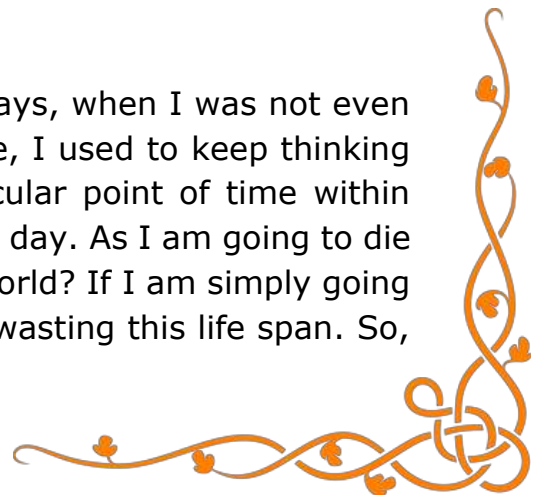 ays, when I was not even
e, I used to keep thinking
cular point of time within
day. As I am going to die
orld? If I am simply going
wasting this life span. So,